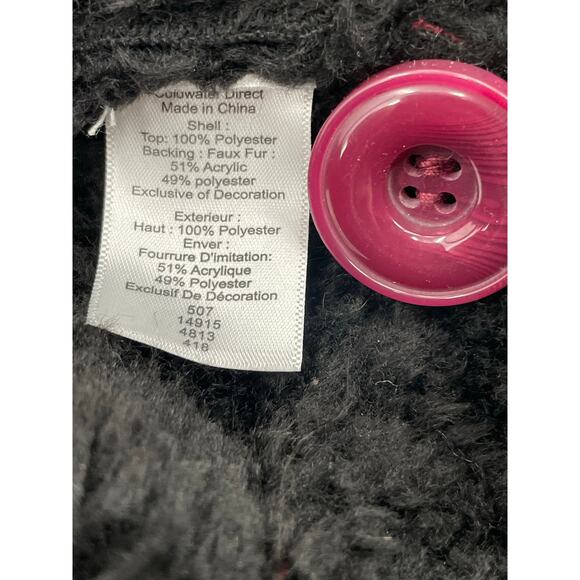 Coldwater Direct
Made in China
Shell :
Top: 100% Polyester
Backing : Faux Fur :
51% Acrylic
49% polyester
Exclusive of Decoration
Exterieur :
Haut : 100% Polyester
Enver :
Fourrure D'imitation:
51% Acrylique
49% Polyester
Exclusif De Décoration
507
14915
4813
418